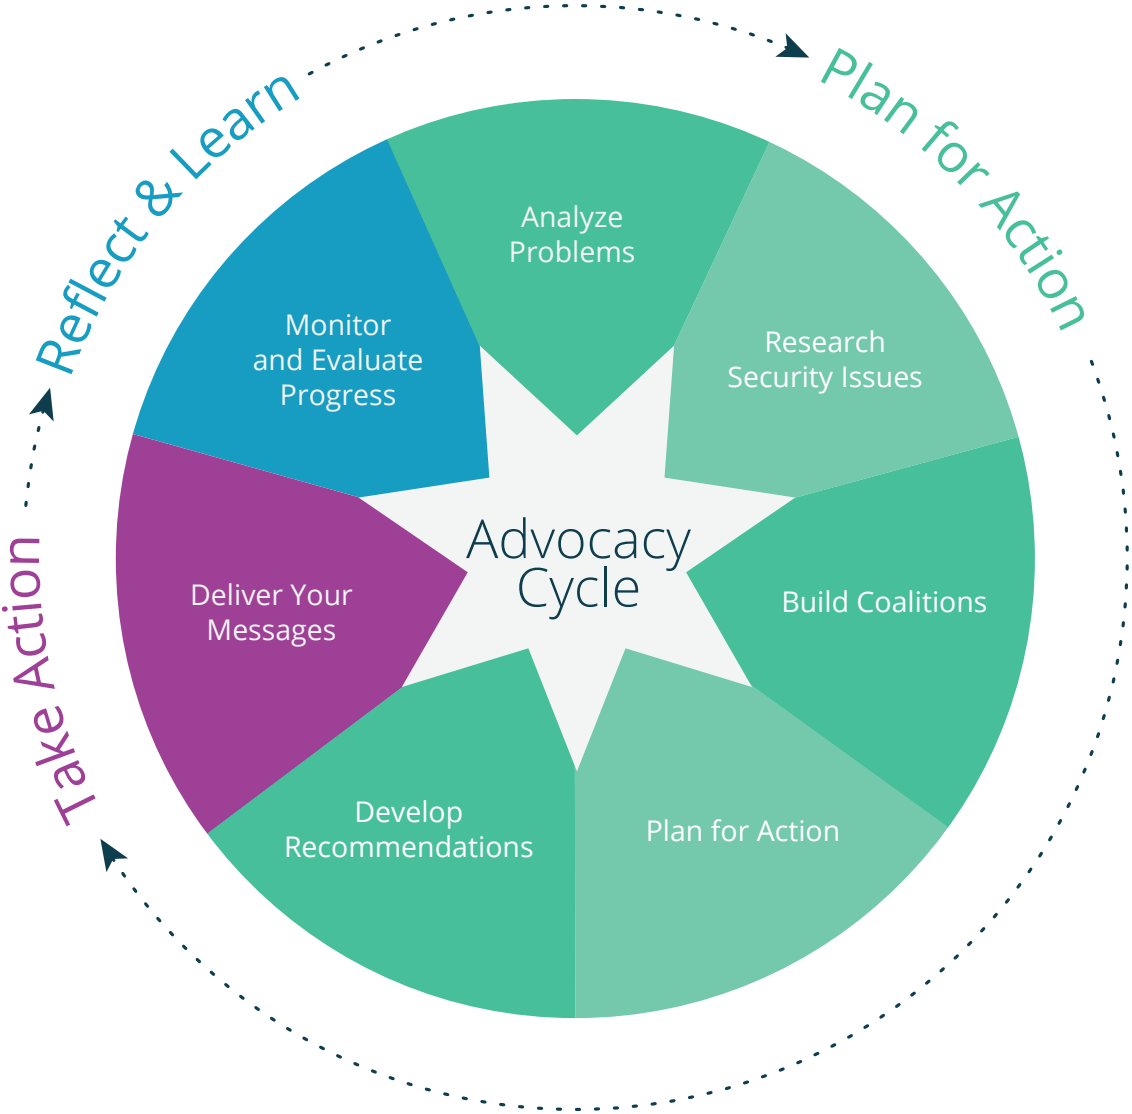 Reflect & Learn
Plan for Action
Take Action
Analyze
Problems
Research
Security Issues
Build Coalitions
Plan for Action
Develop
Recommendations
Deliver Your
Messages
Monitor
and Evaluate
Progress
Advocacy
Cycle